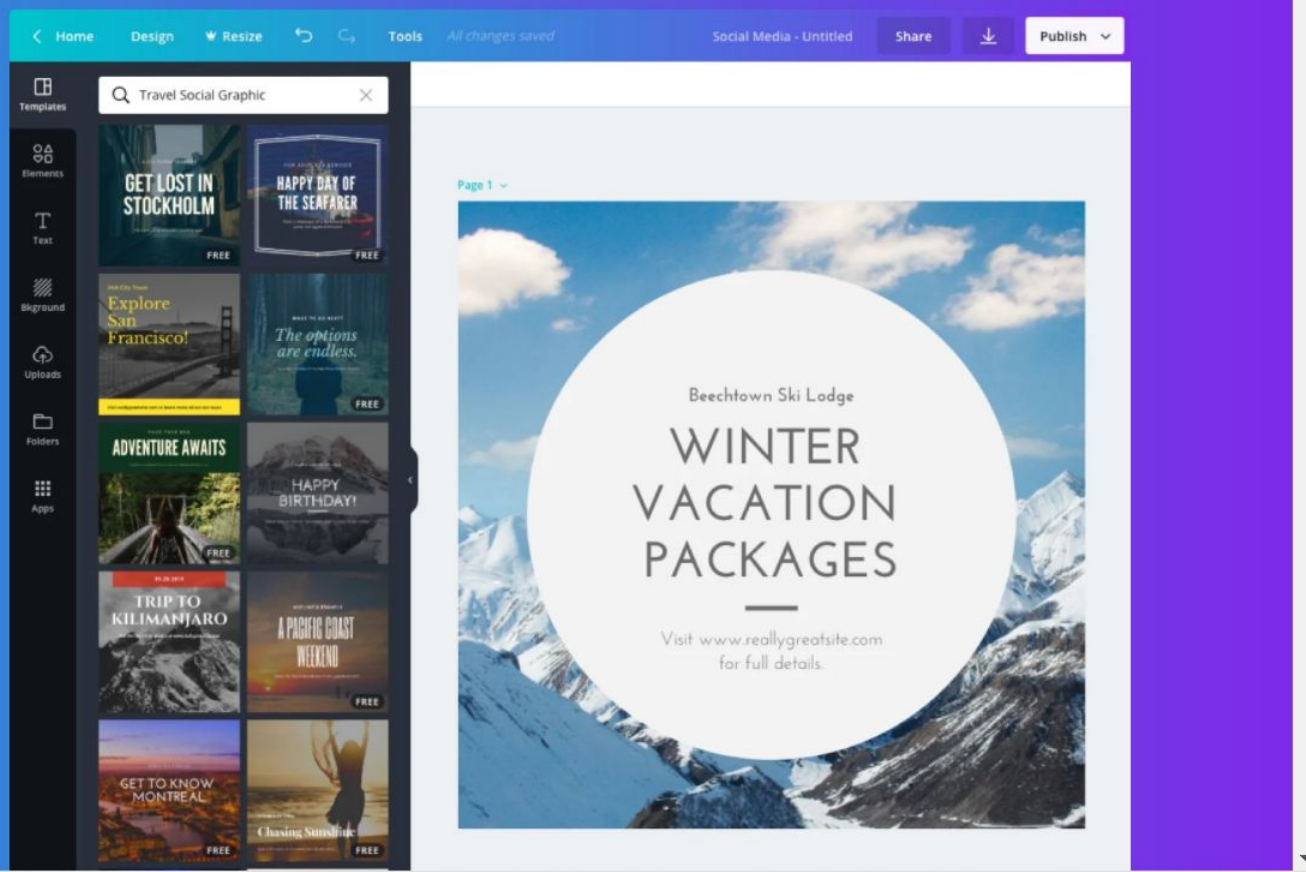 Home
Design
Resize
Tools
All changes saved
Social Media - Untitled
Share
Publish
Templates
Elements
Text
Bkground
Uploads
Folders
Apps
Travel Social Graphic
GET LOST IN
STOCKHOLM
FREE
HAPPY DAY OF
THE SEAFARER
FREE
Explore
San
Francisco!
WHAT TO DO NEXT?
The options
are endless.
FREE
ADVENTURE AWAITS
FREE
HAPPY
BIRTHDAY!
TRIP TO
KILIMANJARO
A PACIFIC COAST
WEEKEND
FREE
GET TO KNOW
MONTREAL
FREE
Chasing Sunshine
FREE
Page 1
Beechtown Ski Lodge
WINTER
VACATION
PACKAGES
Visit www.reallygreatsite.com
for full details.